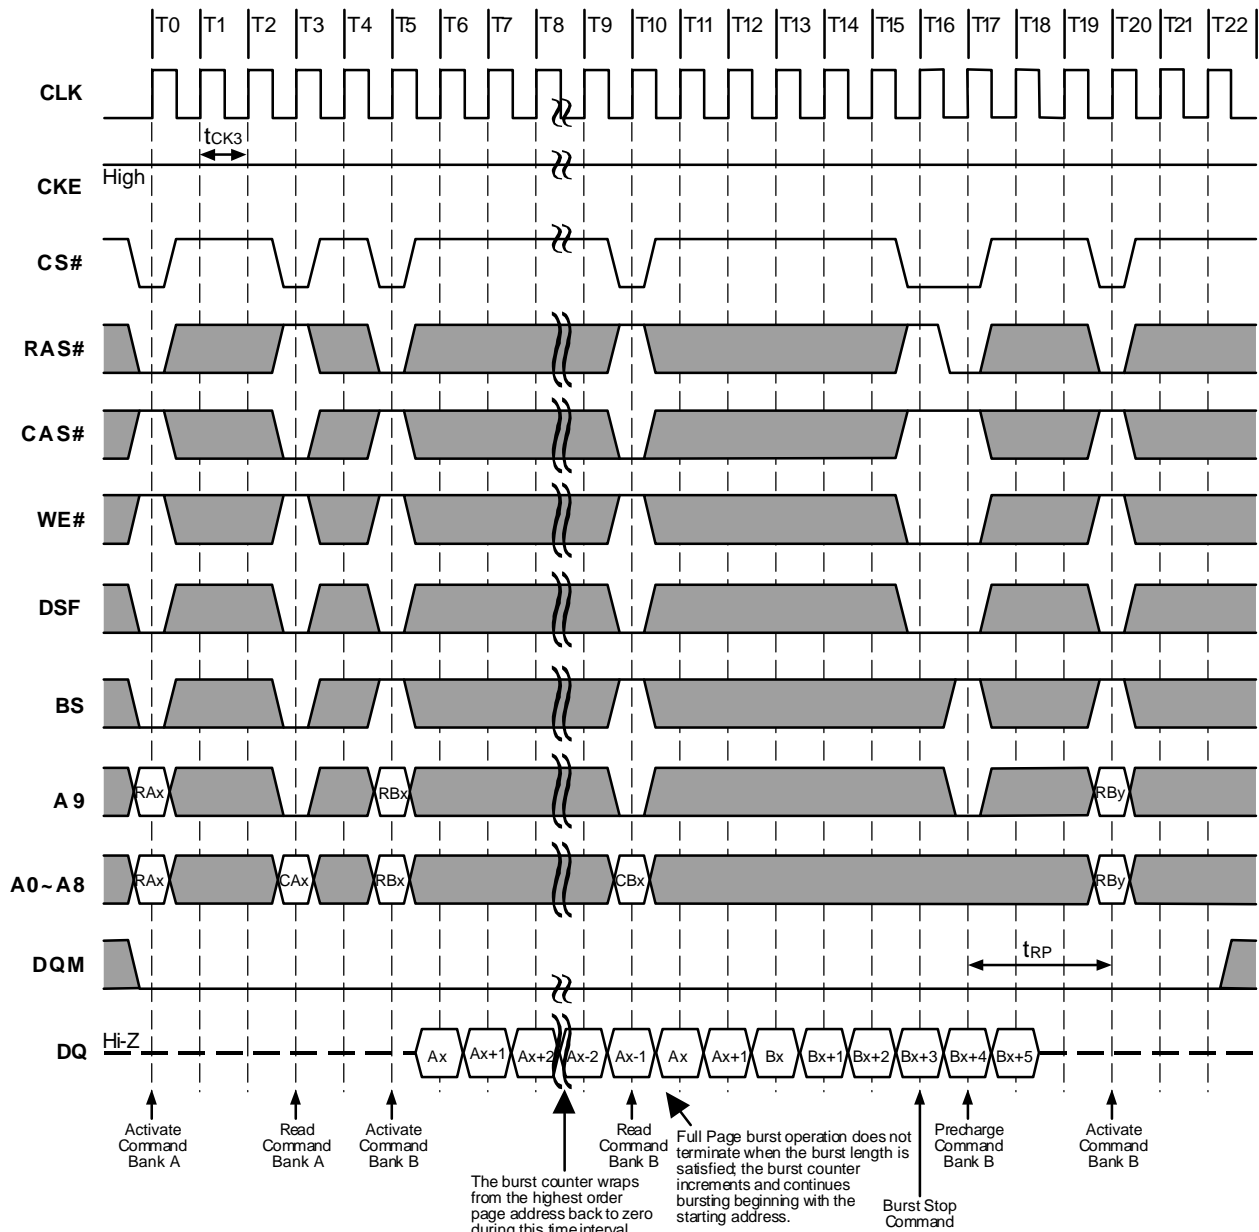 T0 T1 T2 T3 T4 T5 T6 T7 T8 T9 T10 T11 T12 T13 T14 T15 T16 T17 T18 T19 T20 T21 T22
CLK
tCK3
High
CKE
CS#
RAS#
CAS#
WE#
DSF
BS
A9
RAx RBx RBy
A0~A8
RAx CAx RBx CBx RBy
DQM
tRP
Hi-Z
DQ
Ax Ax+1 Ax+2 Ax-2 Ax-1 Ax Ax+1 Bx Bx+1 Bx+2 Bx+3 Bx+4 Bx+5
Activate
Command
Bank A
Read
Command
Bank A
Activate
Command
Bank B
The burst counter wraps
from the highest order
page address back to zero
during this time interval
Read
Command
Bank B
Full Page burst operation does not
terminate when the burst length is
satisfied; the burst counter
increments and continues
bursting beginning with the
starting address.
Burst Stop
Command
Precharge
Command
Bank B
Activate
Command
Bank B